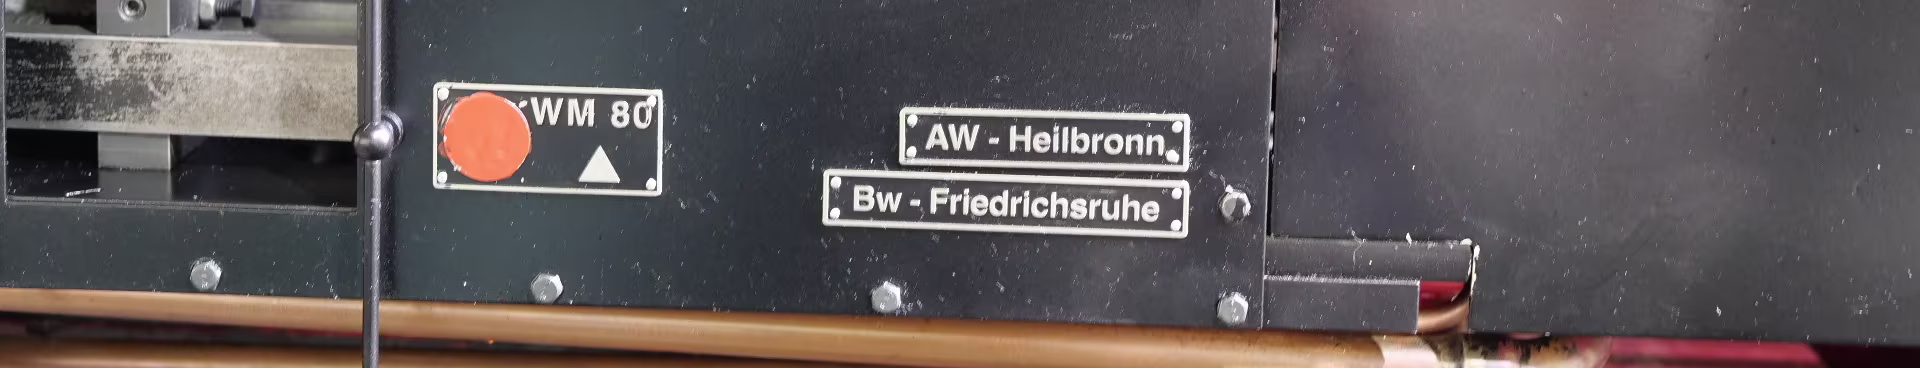 WM 80
AW - Heilbronn
Bw - Friedrichsruhe